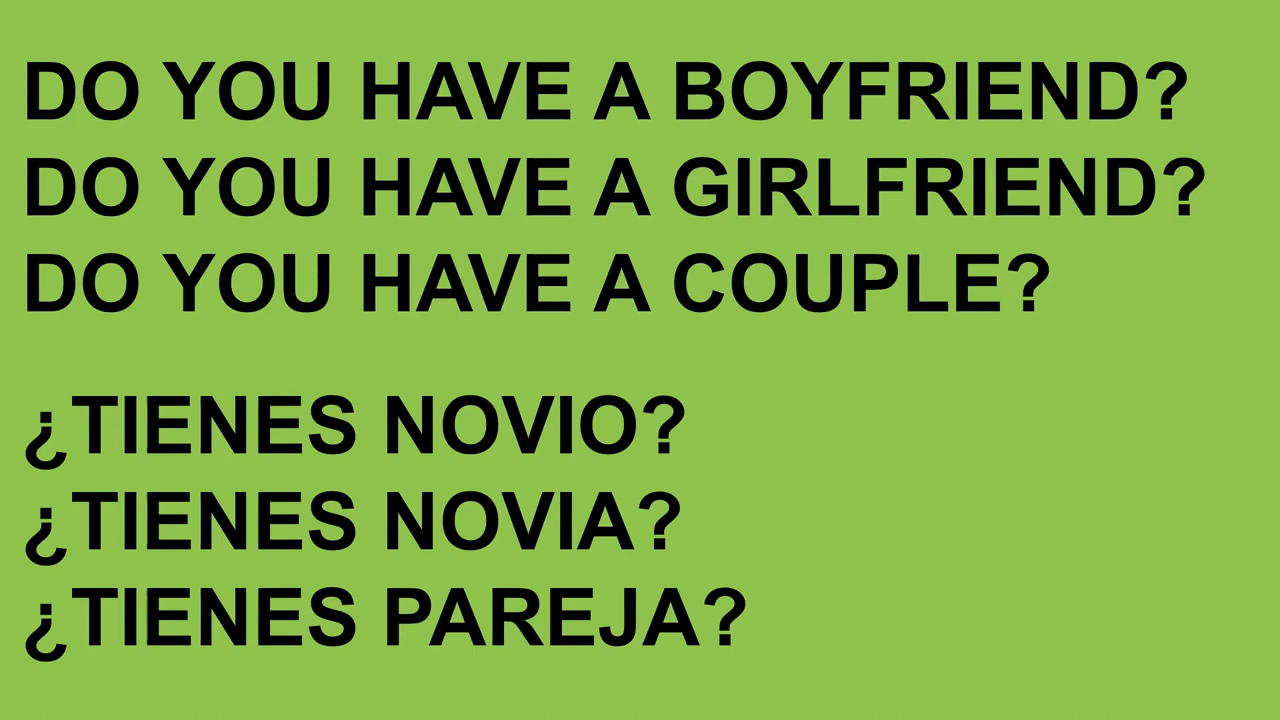 DO YOU HAVE A BOYFRIEND?
DO YOU HAVE A GIRLFRIEND?
DO YOU HAVE A COUPLE?
¿TIENES NOVIO?
¿TIENES NOVIA?
¿TIENES PAREJA?